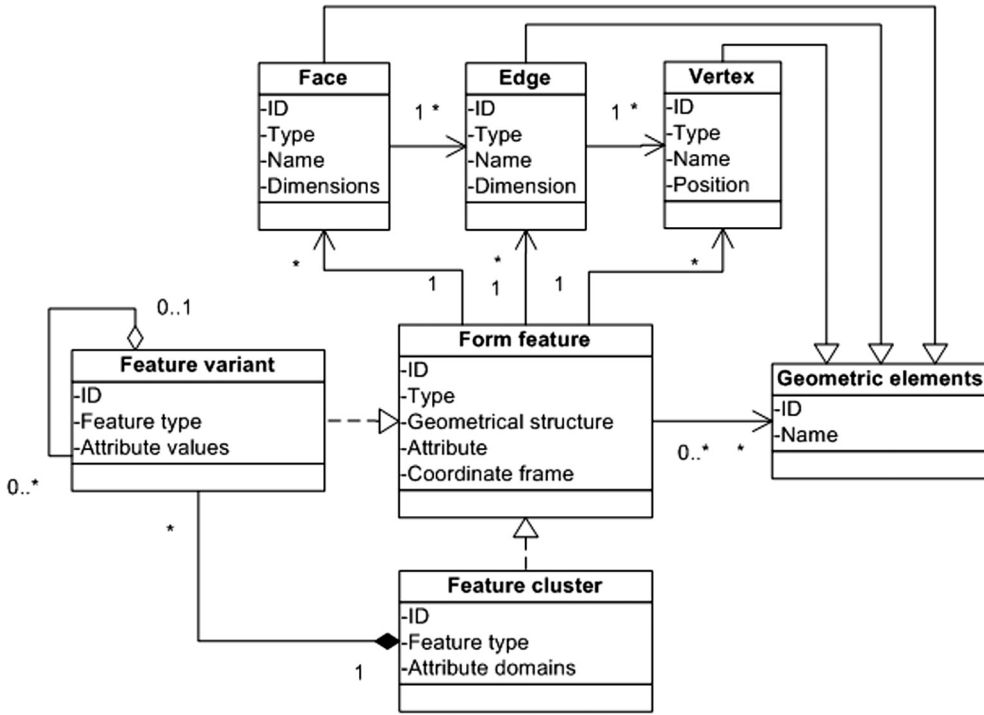 Face
-ID
-Type
-Name
-Dimensions
1 *
Edge
-ID
-Type
-Name
-Dimension
1 *
Vertex
-ID
-Type
-Name
-Position
*
1
*
1
1
*
0..1
Feature variant
-ID
-Feature type
-Attribute values
0..*
*
Form feature
-ID
-Type
-Geometrical structure
-Attribute
-Coordinate frame
0..* *
Geometric elements
-ID
-Name
Feature cluster
-ID
-Feature type
-Attribute domains
1